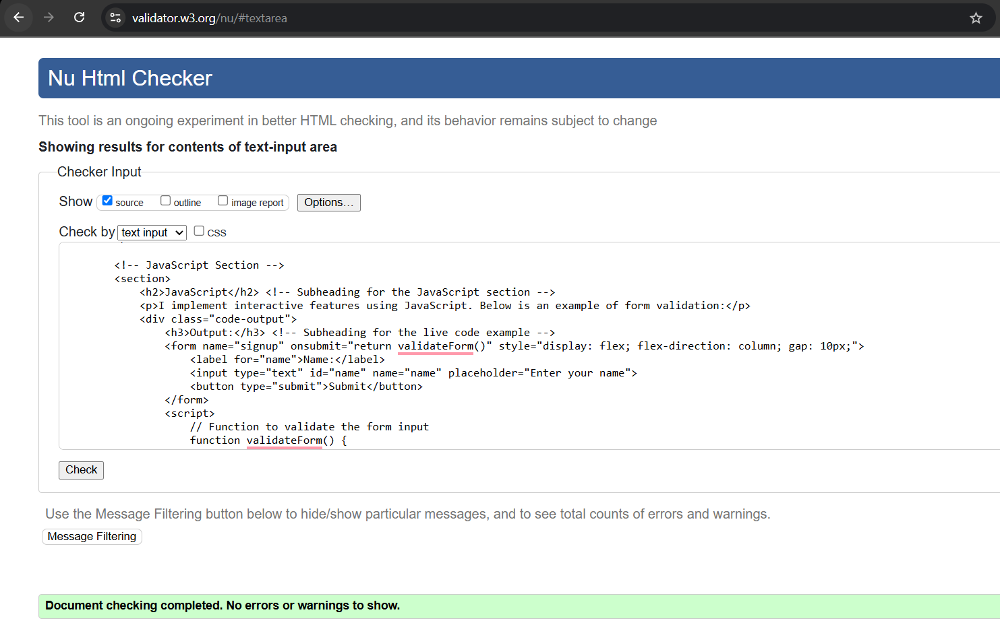 validator.w3.org/nu/#textarea
Nu Html Checker
This tool is an ongoing experiment in better HTML checking, and its behavior remains subject to change
Showing results for contents of text-input area
Checker Input
Show source outline image report Options...
Check by text input CSS
<!-- JavaScript Section -->
<section>
<h2>JavaScript</h2> <!-- Subheading for the JavaScript section -->
<p>I implement interactive features using JavaScript. Below is an example of form validation:</p>
<div class="code-output">
<h3>Output:</h3> <!-- Subheading for the live code example -->
<form name="signup" onsubmit="return validateForm()" style="display: flex; flex-direction: column; gap: 10px;">
<label for="name">Name:</label>
<input type="text" id="name" name="name" placeholder="Enter your name">
<button type="submit">Submit</button>
</form>
<script>
// Function to validate the form input
function validateForm() {
Check
Use the Message Filtering button below to hide/show particular messages, and to see total counts of errors and warnings.
Message Filtering
Document checking completed. No errors or warnings to show.